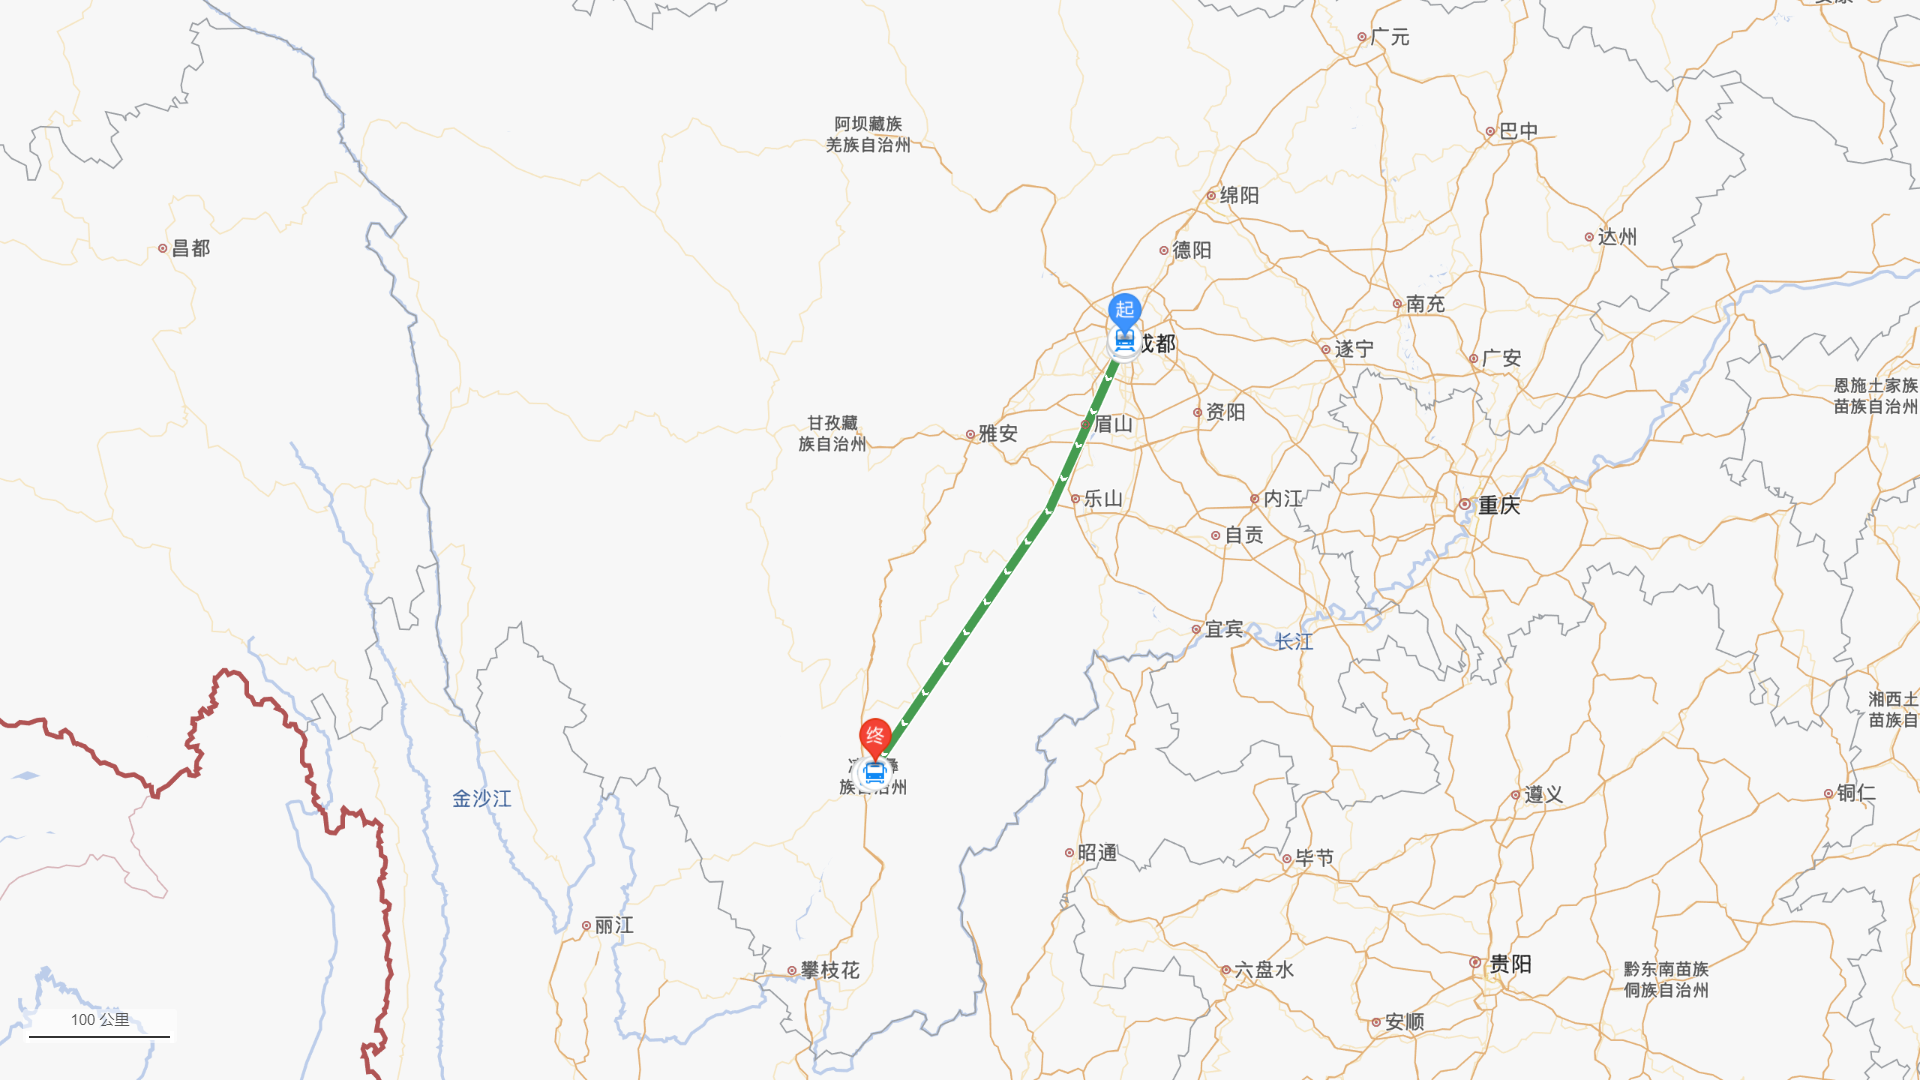 广元
阿坝藏族
羌族自治州
巴中
绵阳
达州
昌都
德阳
起
南充
成都
遂宁
广安
恩施土家族
苗族自治州
资阳
甘孜藏
族自治州
雅安
眉山
乐山
内江
重庆
自贡
宜宾
长江
湘西土
苗族自
终
族自治州
金沙江
遵义
铜仁
昭通
毕节
丽江
攀枝花
六盘水
贵阳
黔东南苗族
侗族自治州
安顺
100 公里